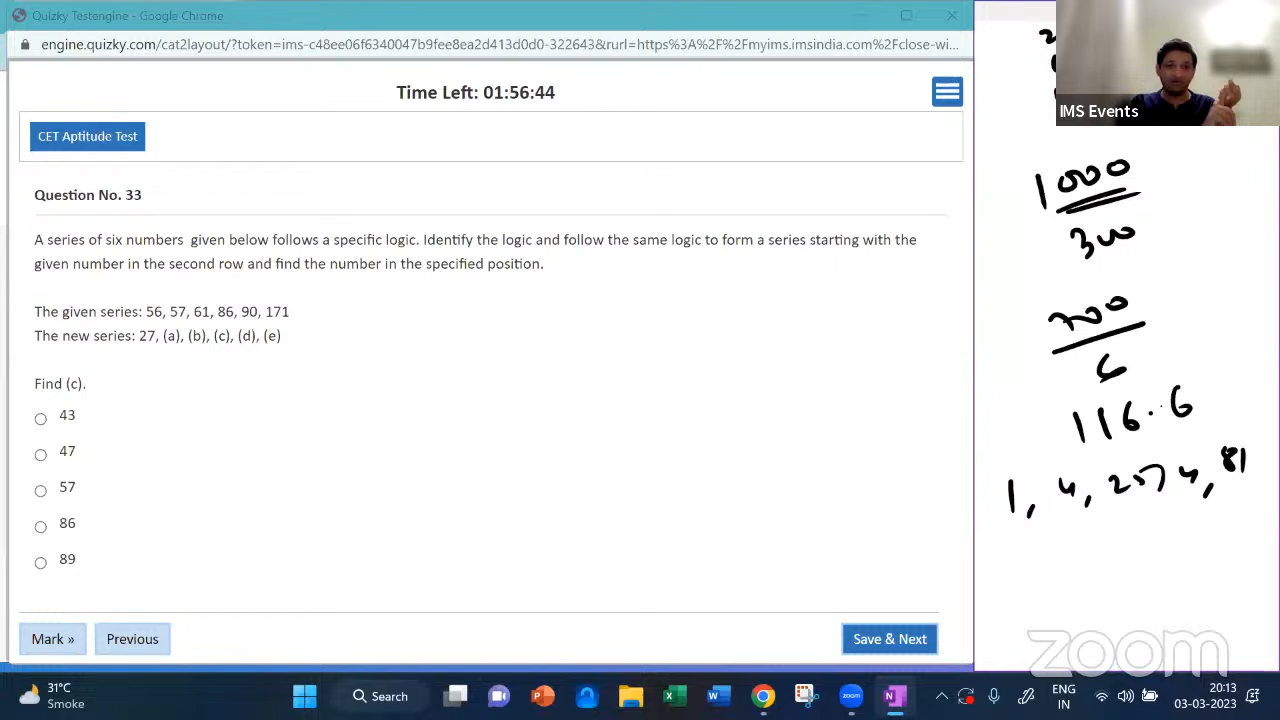 Quizky Testengine - Google Chrome
engine.quizky.com/cat2layout/?token=ims-c48ee06f6340047b9fee8ea2d413d0d0-322643&rurl=https%3A%2F%2Fmyims.imsindia.com%2Fclose-wi...
Time Left: 01:56:44
IMS Events
CET Aptitude Test
Question No. 33
A series of six numbers given below follows a specific logic. Identify the logic and follow the same logic to form a series starting with the
given number in the second row and find the number in the specified position.
The given series: 56, 57, 61, 86, 90, 171
The new series: 27, (a), (b), (c), (d), (e)
Find (c).
43
47
57
86
89
Mark »
Previous
Save & Next
1000
300
700
6
116.6
1, 4, 25, 4, 81
zoom
31°C
Smoke
Search
ENG
IN
20:13
03-03-2023